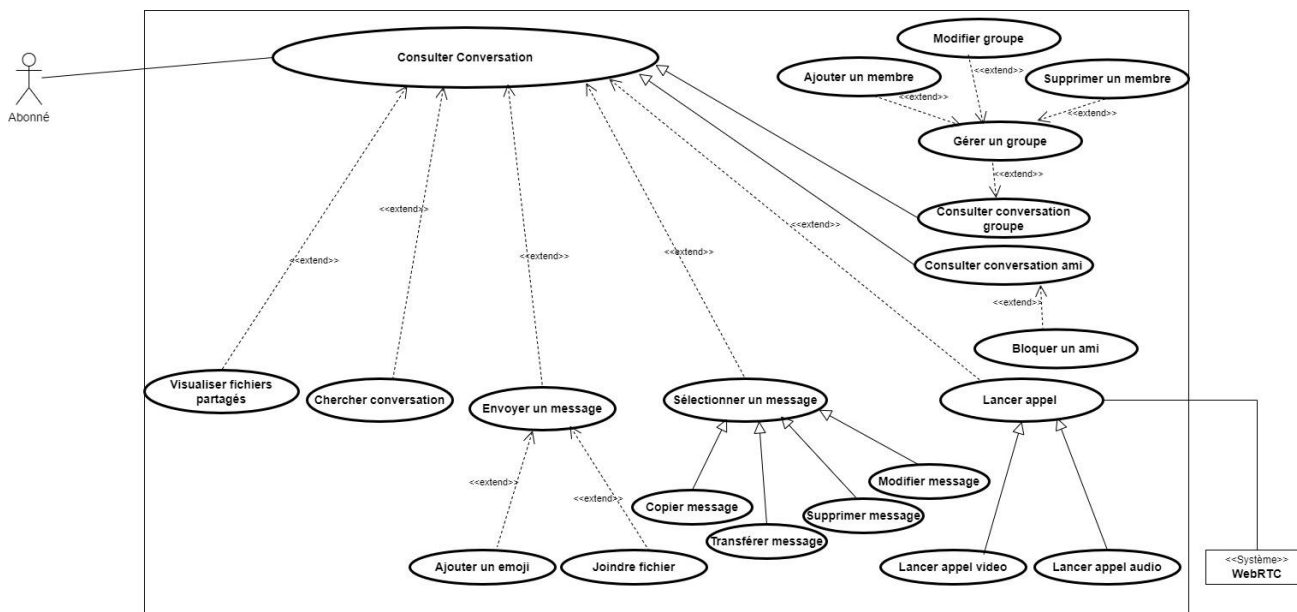 Modifier groupe
Consulter Conversation
<<extend>>
Ajouter un membre
Supprimer un membre
<<extend>>
<<extend>>
Abonné
Gérer un groupe
<<extend>>
<<extend>>
Consulter conversation
groupe
<<extend>>
<<extend>>
<<extend>>
<<extend>>
Consulter conversation ami
<<extend>>
Bloquer un ami
Visualiser fichiers
partagés
Chercher conversation
Envoyer un message
Sélectionner un message
Lancer appel
<<extend>>
Modifier message
<<extend>>
Copier message
Supprimer message
Transférer message
<<Système>>
WebRTC
Ajouter un emoji
Joindre fichier
Lancer appel video
Lancer appel audio